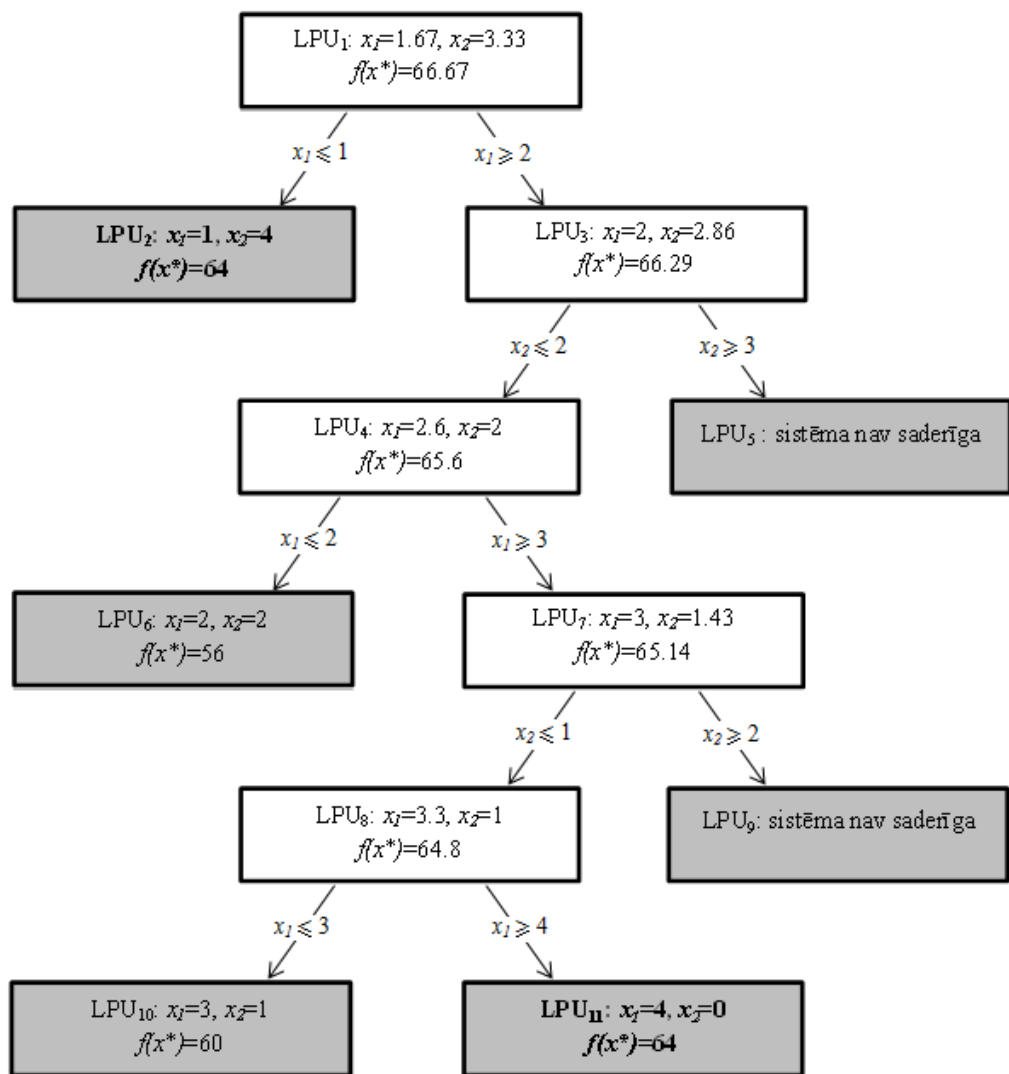 LPU₁: x₁=1.67, x₂=3.33
f(x*)=66.67
x₁⩽1
x₁⩾2
LPU₂: x₁=1, x₂=4
f(x*)=64
LPU₃: x₁=2, x₂=2.86
f(x*)=66.29
x₂⩽2
x₂⩾3
LPU₄: x₁=2.6, x₂=2
f(x*)=65.6
LPU₅ : sistēma nav saderīga
x₁⩽2
x₁⩾3
LPU₆: x₁=2, x₂=2
f(x*)=56
LPU₇: x₁=3, x₂=1.43
f(x*)=65.14
x₂⩽1
x₂⩾2
LPU₈: x₁=3.3, x₂=1
f(x*)=64.8
LPU₉: sistēma nav saderīga
x₁⩽3
x₁⩾4
LPU₁₀: x₁=3, x₂=1
f(x*)=60
LPU₁₁: x₁=4, x₂=0
f(x*)=64